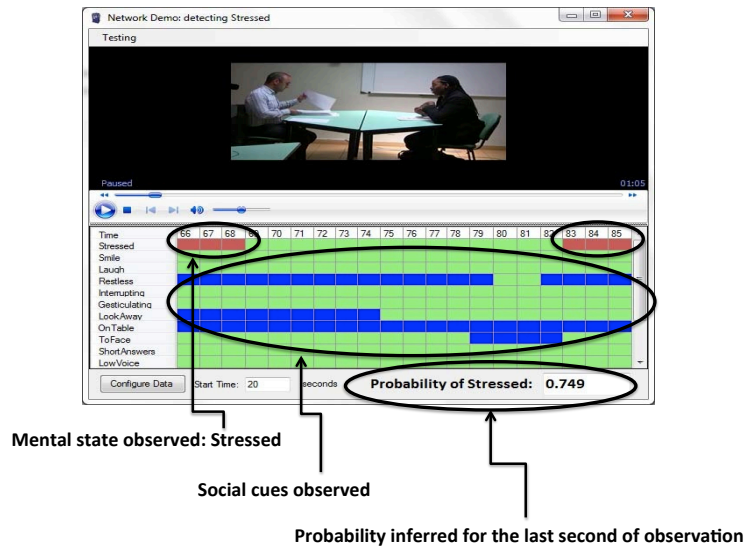 Network Demo: detecting Stressed
Testing
Paused 01:05
Time 66 67 68 69 70 71 72 73 74 75 76 77 78 79 80 81 82 83 84 85
Stressed
Smile
Laugh
Restless
Interrupting
Gesticulating
LookAway
OnTable
ToFace
ShortAnswers
LowVoice
Configure Data Start Time: 20 seconds Probability of Stressed: 0.749
Mental state observed: Stressed
Social cues observed
Probability inferred for the last second of observation